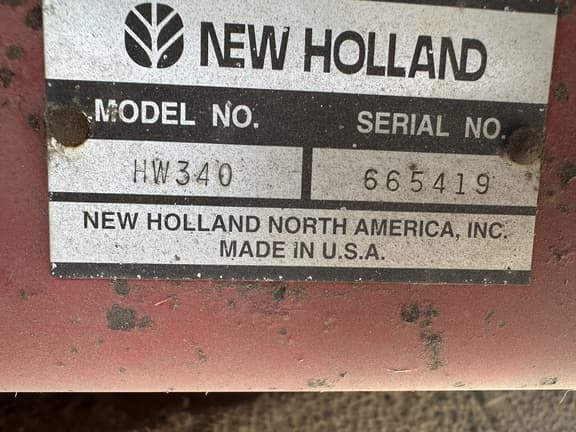 NEW HOLLAND
MODEL NO. SERIAL NO.
HW340 665419
NEW HOLLAND NORTH AMERICA, INC.
MADE IN U.S.A.